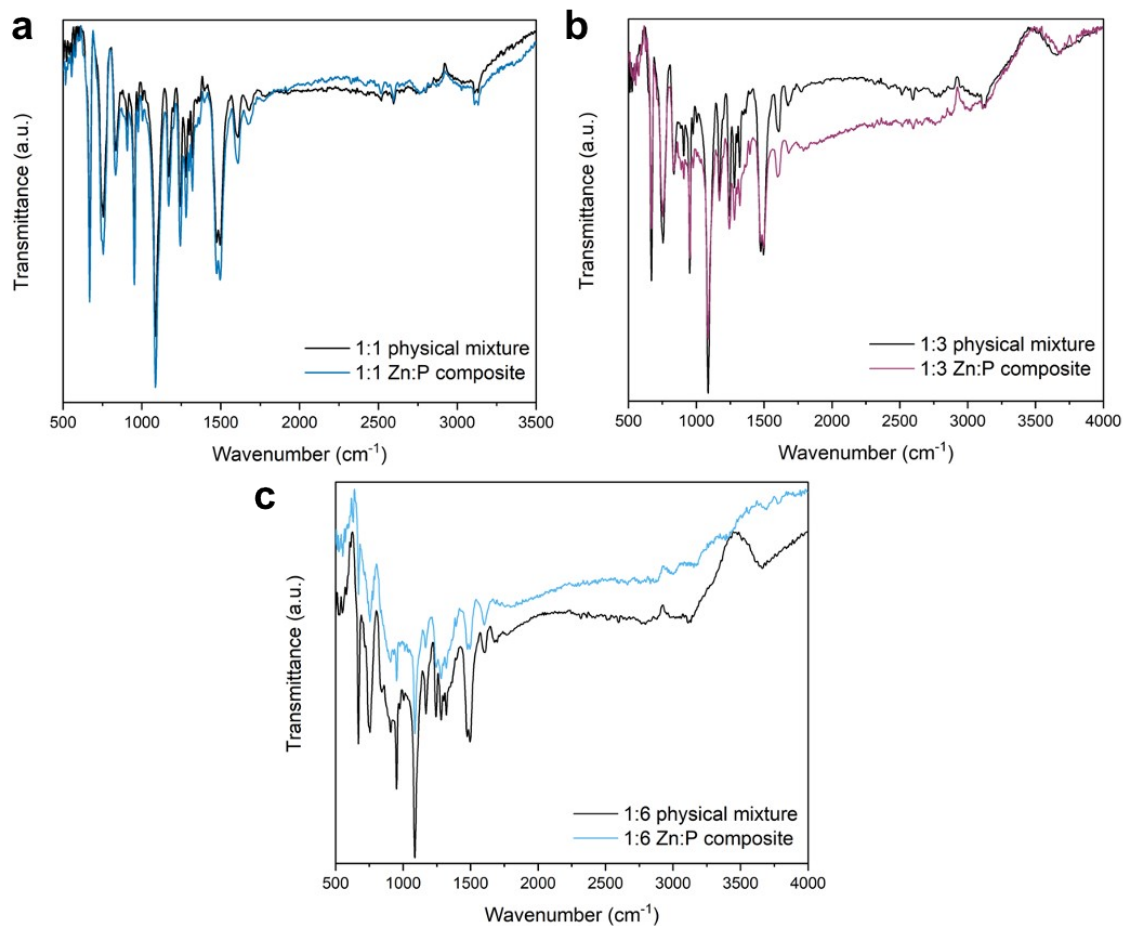 a
Transmittance (a.u.)
1:1 physical mixture
1:1 Zn:P composite
500 1000 1500 2000 2500 3000 3500
Wavenumber (cm⁻¹)
b
Transmittance (a.u.)
1:3 physical mixture
1:3 Zn:P composite
500 1000 1500 2000 2500 3000 3500 4000
Wavenumber (cm⁻¹)
c
Transmittance (a.u.)
1:6 physical mixture
1:6 Zn:P composite
500 1000 1500 2000 2500 3000 3500 4000
Wavenumber (cm⁻¹)